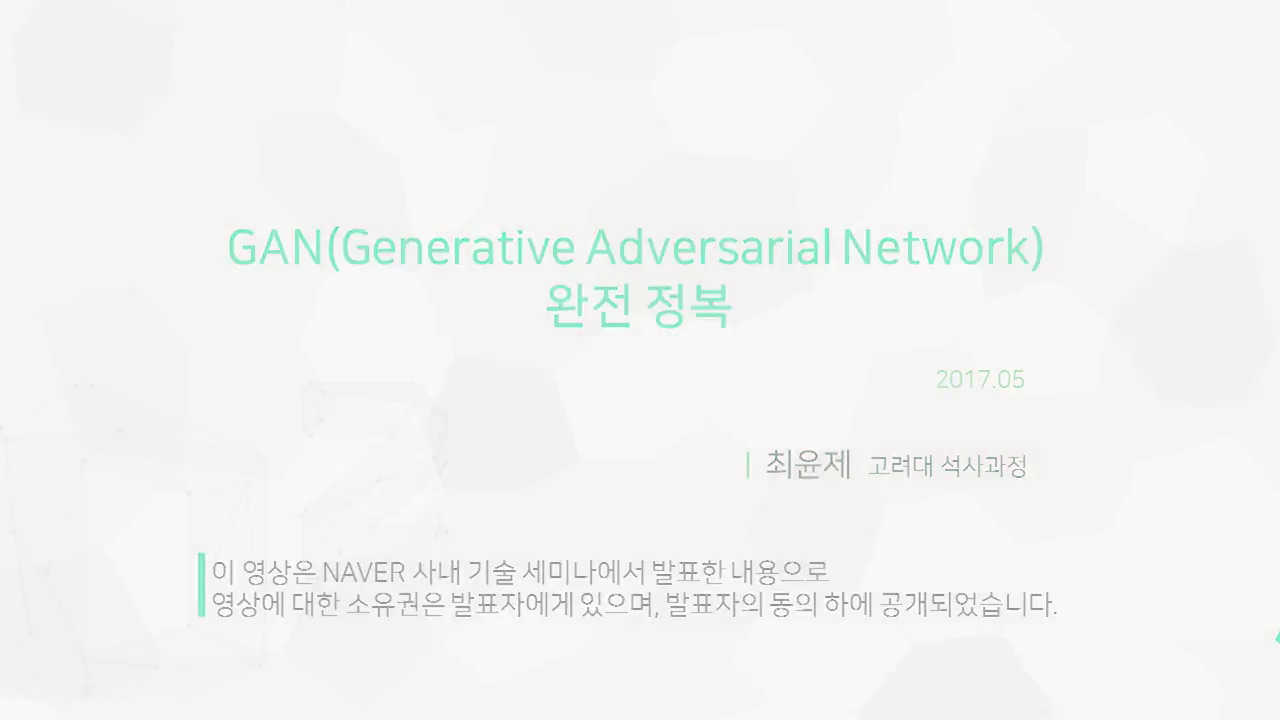 GAN(Generative Adversarial Network)
완전 정복
2017.05
| 최윤제 고려대 석사과정
이 영상은 NAVER 사내 기술 세미나에서 발표한 내용으로
영상에 대한 소유권은 발표자에게 있으며, 발표자의 동의 하에 공개되었습니다.